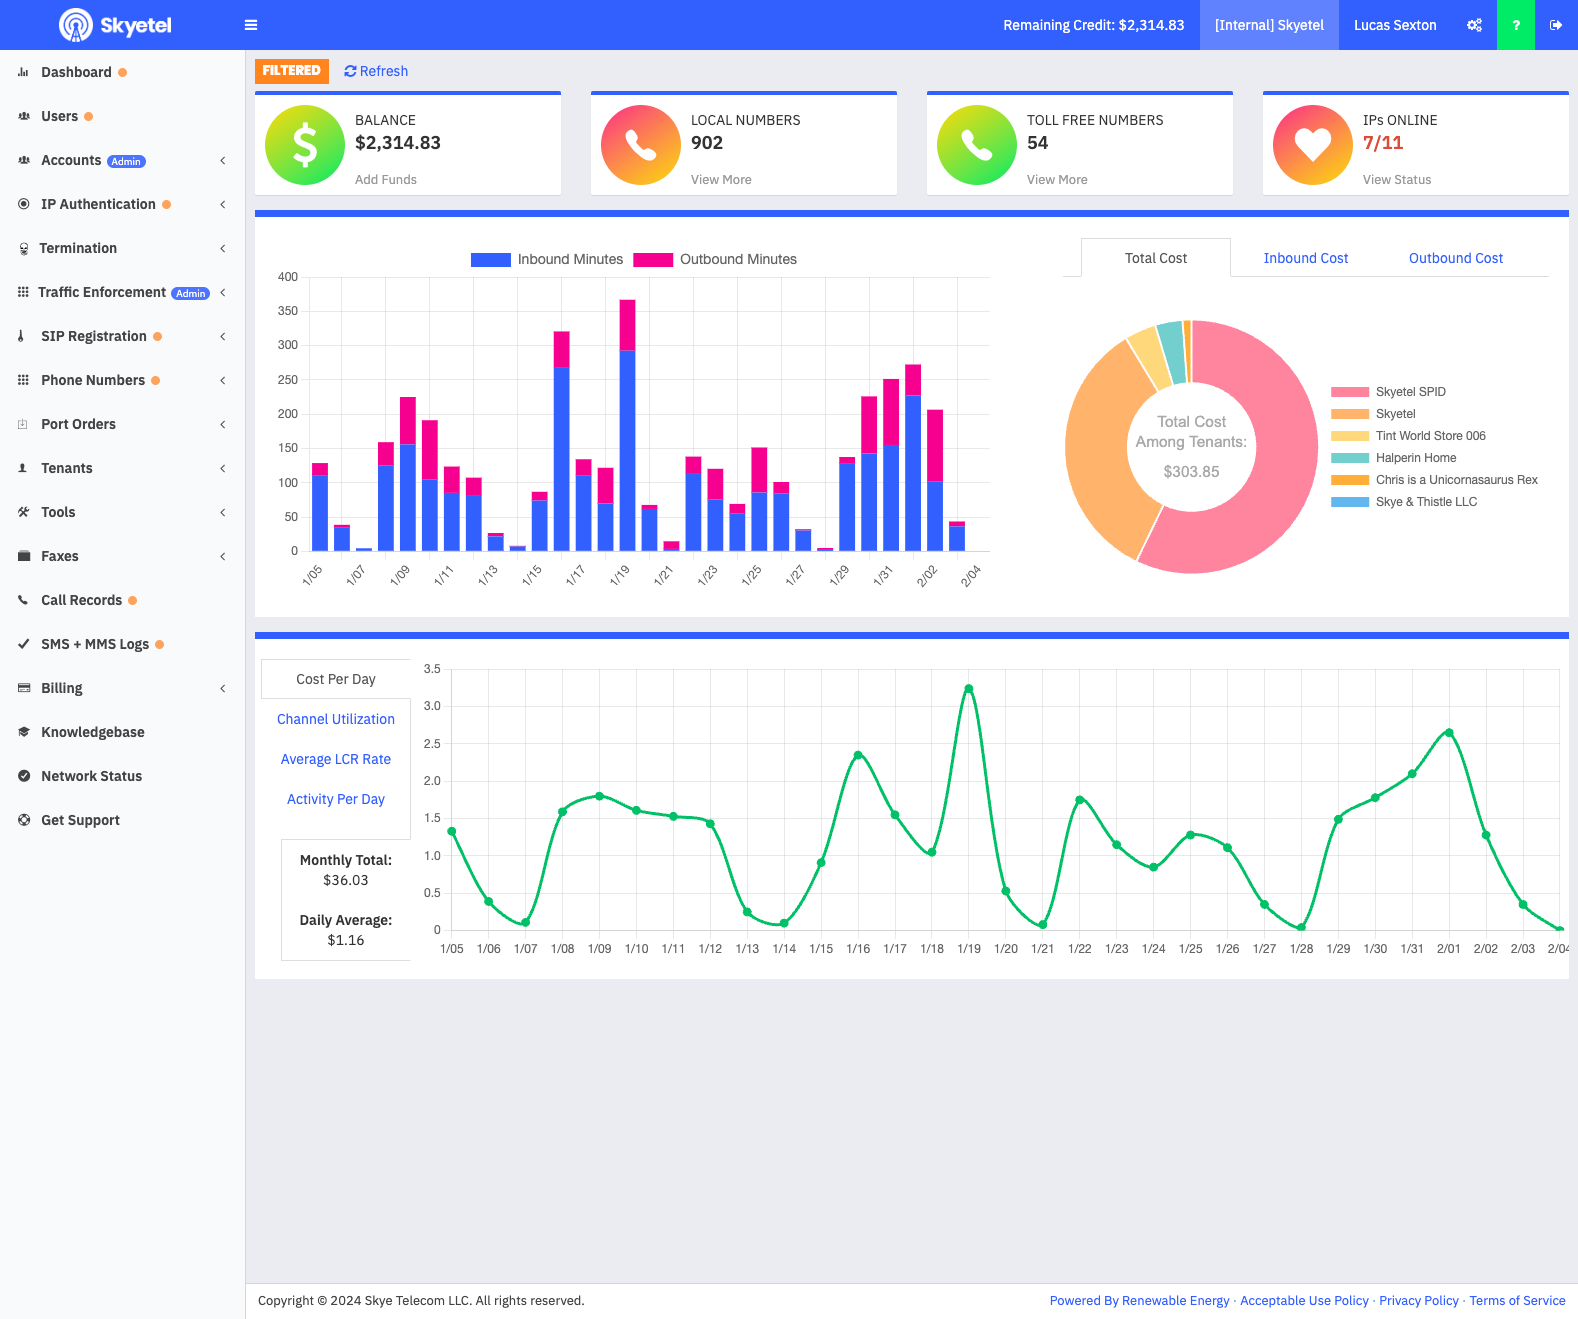 Skyetel
Remaining Credit: $2,314.83
[Internal] Skyetel
Lucas Sexton
?
Dashboard
Users
Accounts Admin
IP Authentication
Termination
Traffic Enforcement Admin
SIP Registration
Phone Numbers
Port Orders
Tenants
Tools
Faxes
Call Records
SMS + MMS Logs
Billing
Knowledgebase
Network Status
Get Support
FILTERED
Refresh
BALANCE
$2,314.83
Add Funds
LOCAL NUMBERS
902
View More
TOLL FREE NUMBERS
54
View More
IPs ONLINE
7/11
View Status
Inbound Minutes
Outbound Minutes
400
350
300
250
200
150
100
50
0
1/05
1/07
1/09
1/11
1/13
1/15
1/17
1/19
1/21
1/23
1/25
1/27
1/29
1/31
2/02
2/04
Total Cost
Inbound Cost
Outbound Cost
Total Cost
Among Tenants:
$303.85
Skyetel SPID
Skyetel
Tint World Store 006
Halperin Home
Chris is a Unicornasaurus Rex
Skye & Thistle LLC
Cost Per Day
Channel Utilization
Average LCR Rate
Activity Per Day
Monthly Total:
$36.03
Daily Average:
$1.16
3.5
3.0
2.5
2.0
1.5
1.0
0.5
0
1/05
1/06
1/07
1/08
1/09
1/10
1/11
1/12
1/13
1/14
1/15
1/16
1/17
1/18
1/19
1/20
1/21
1/22
1/23
1/24
1/25
1/26
1/27
1/28
1/29
1/30
1/31
2/01
2/02
2/03
2/04
Copyright © 2024 Skye Telecom LLC. All rights reserved.
Powered By Renewable Energy · Acceptable Use Policy · Privacy Policy · Terms of Service